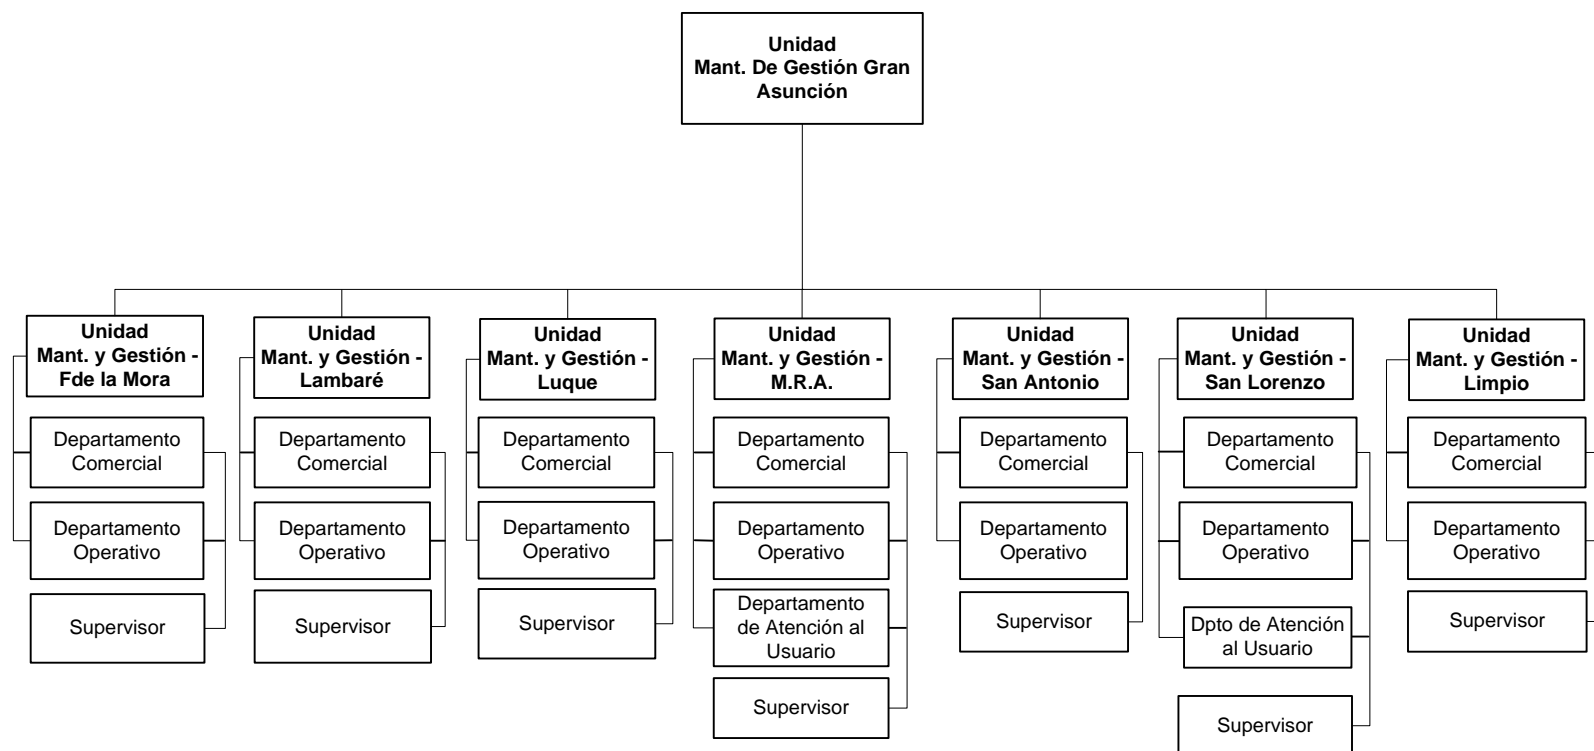 Unidad
Mant. De Gestión Gran
Asunción
Unidad
Mant. y Gestión -
Fde la Mora
Departamento
Comercial
Departamento
Operativo
Supervisor
Unidad
Mant. y Gestión -
Lambaré
Departamento
Comercial
Departamento
Operativo
Supervisor
Unidad
Mant. y Gestión -
Luque
Departamento
Comercial
Departamento
Operativo
Supervisor
Unidad
Mant. y Gestión -
M.R.A.
Departamento
Comercial
Departamento
Operativo
Departamento
de Atención al
Usuario
Supervisor
Unidad
Mant. y Gestión -
San Antonio
Departamento
Comercial
Departamento
Operativo
Supervisor
Unidad
Mant. y Gestión -
San Lorenzo
Departamento
Comercial
Departamento
Operativo
Dpto de Atención
al Usuario
Supervisor
Unidad
Mant. y Gestión -
Limpio
Departamento
Comercial
Departamento
Operativo
Supervisor